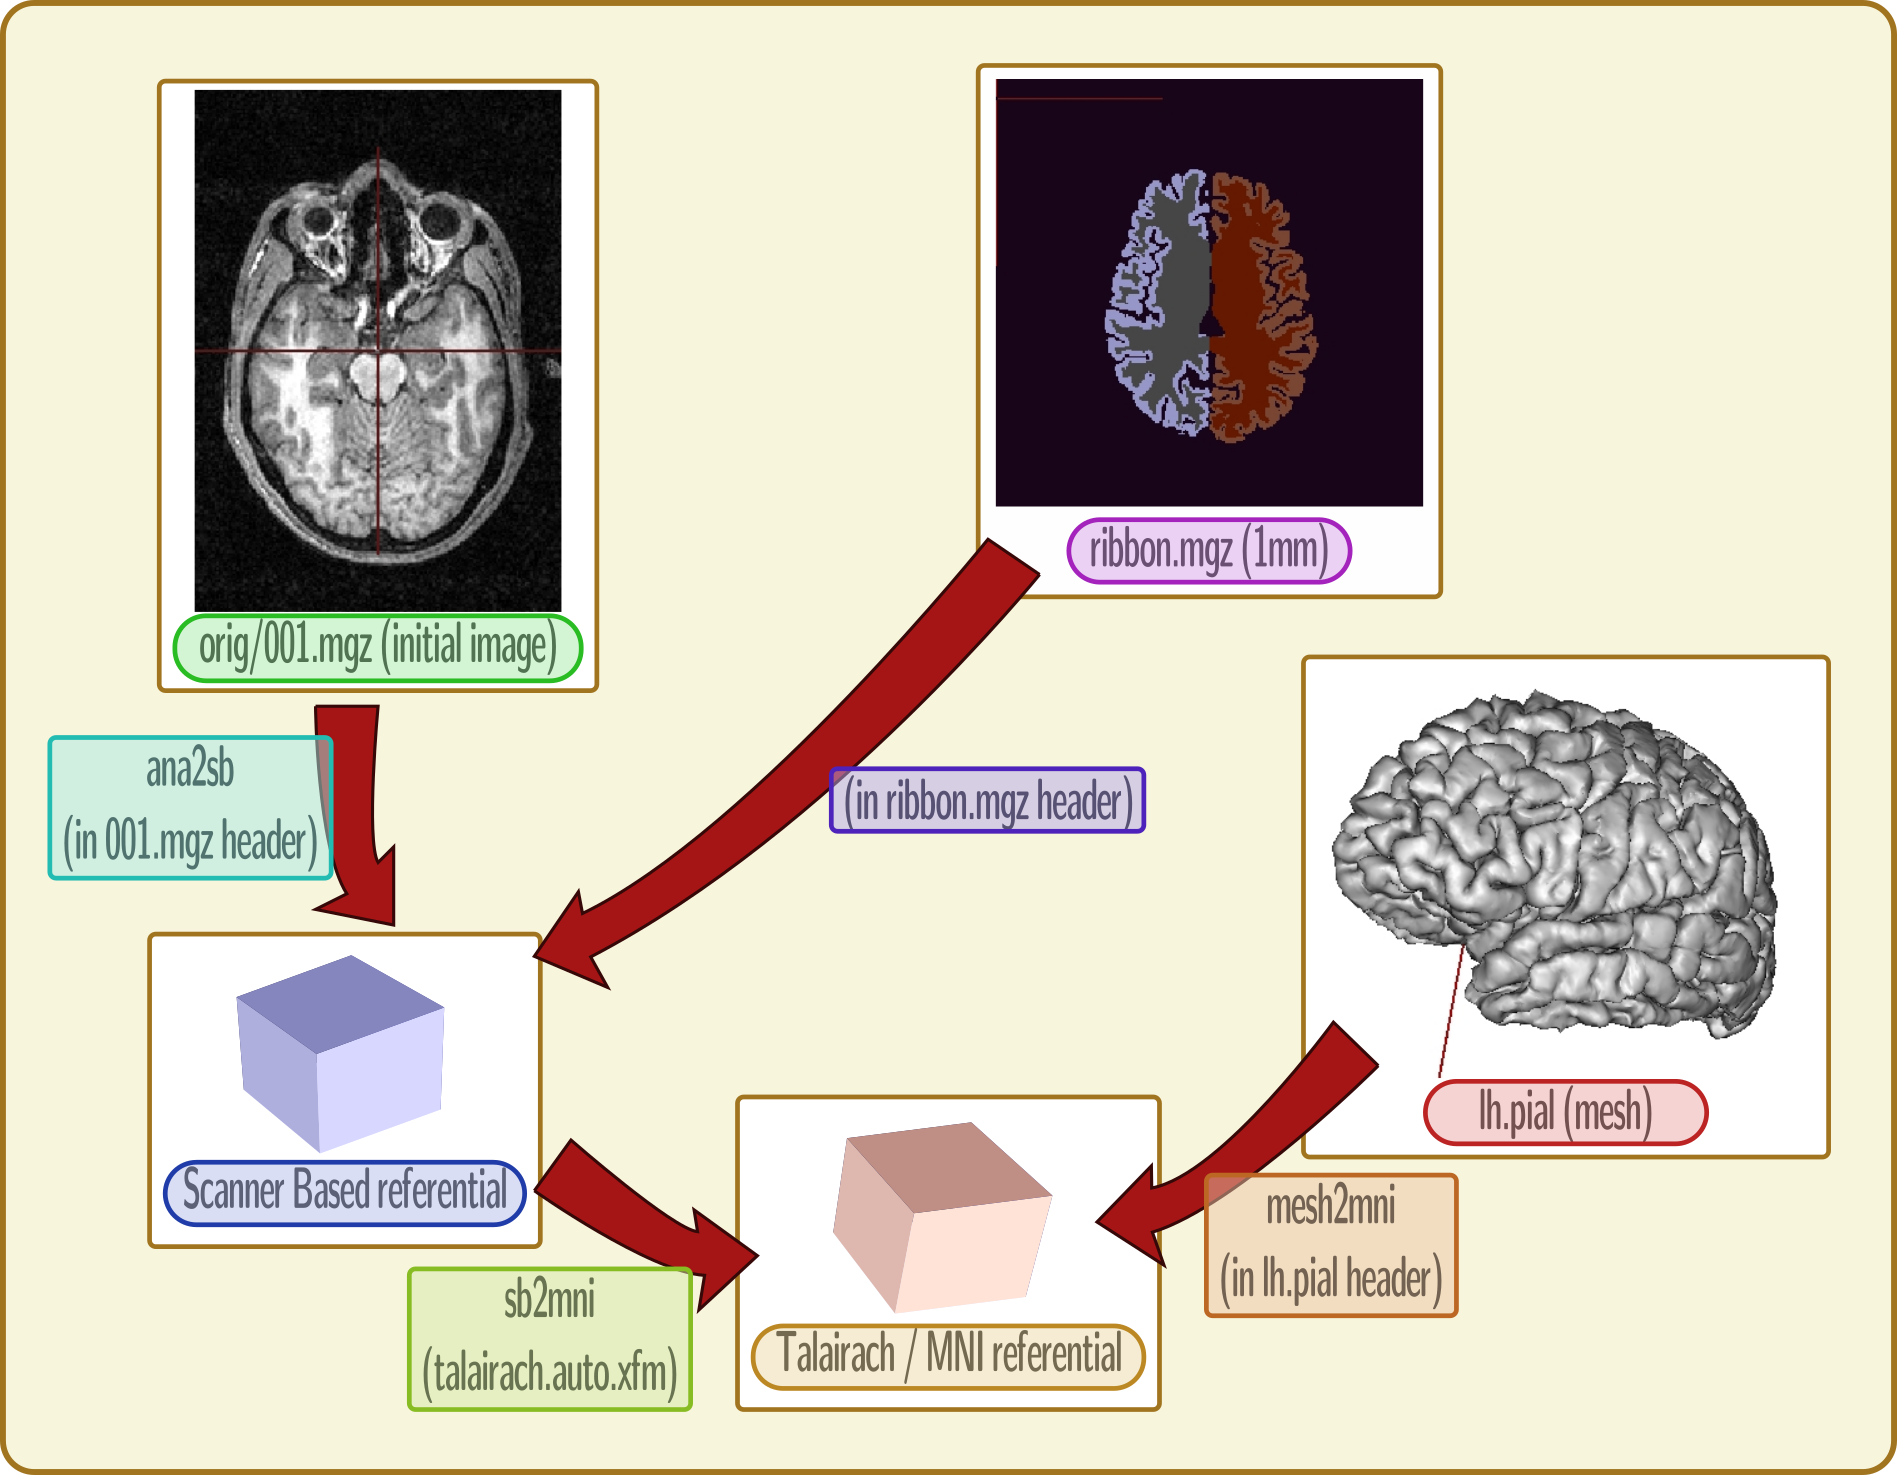 orig/001.mgz (initial image)
ribbon.mgz (1mm)
ana2sb
(in 001.mgz header)
(in ribbon.mgz header)
lh.pial (mesh)
Scanner Based referential
mesh2mni
(in lh.pial header)
sb2mni
(talairach.auto.xfm)
Talairach / MNI referential